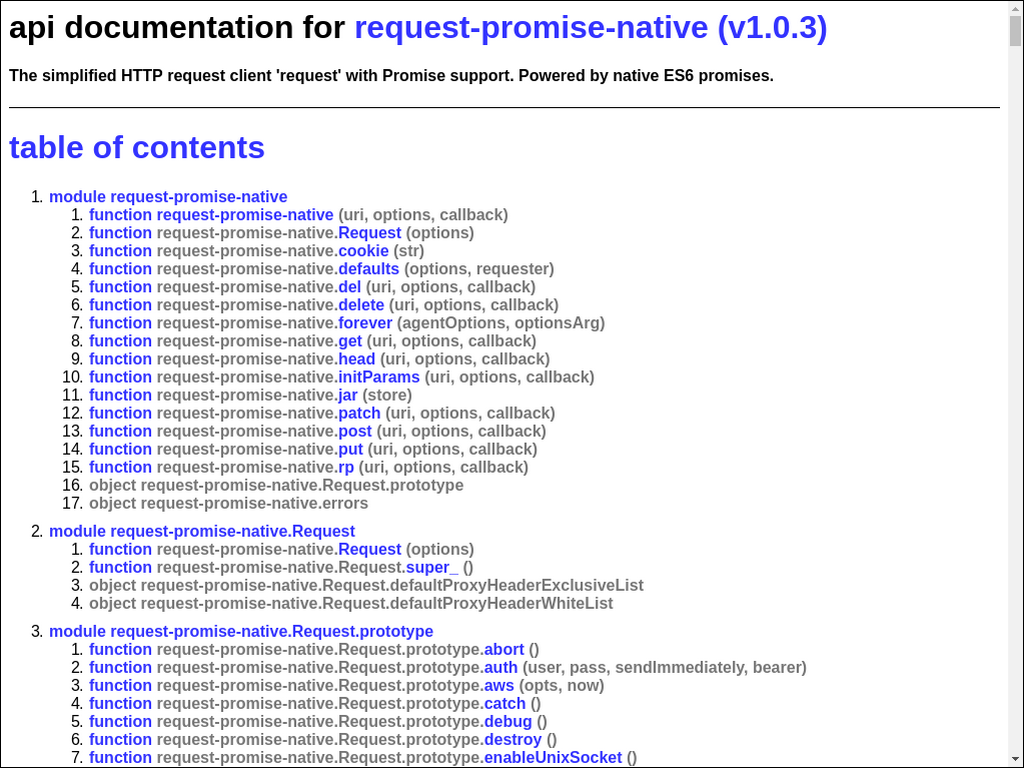 api documentation for request-promise-native (v1.0.3)
The simplified HTTP request client 'request' with Promise support. Powered by native ES6 promises.
table of contents
1. module request-promise-native
1. function request-promise-native (uri, options, callback)
2. function request-promise-native.Request (options)
3. function request-promise-native.cookie (str)
4. function request-promise-native.defaults (options, requester)
5. function request-promise-native.del (uri, options, callback)
6. function request-promise-native.delete (uri, options, callback)
7. function request-promise-native.forever (agentOptions, optionsArg)
8. function request-promise-native.get (uri, options, callback)
9. function request-promise-native.head (uri, options, callback)
10. function request-promise-native.initParams (uri, options, callback)
11. function request-promise-native.jar (store)
12. function request-promise-native.patch (uri, options, callback)
13. function request-promise-native.post (uri, options, callback)
14. function request-promise-native.put (uri, options, callback)
15. function request-promise-native.rp (uri, options, callback)
16. object request-promise-native.Request.prototype
17. object request-promise-native.errors
2. module request-promise-native.Request
1. function request-promise-native.Request (options)
2. function request-promise-native.Request.super_ ()
3. object request-promise-native.Request.defaultProxyHeaderExclusiveList
4. object request-promise-native.Request.defaultProxyHeaderWhiteList
3. module request-promise-native.Request.prototype
1. function request-promise-native.Request.prototype.abort ()
2. function request-promise-native.Request.prototype.auth (user, pass, sendImmediately, bearer)
3. function request-promise-native.Request.prototype.aws (opts, now)
4. function request-promise-native.Request.prototype.catch ()
5. function request-promise-native.Request.prototype.debug ()
6. function request-promise-native.Request.prototype.destroy ()
7. function request-promise-native.Request.prototype.enableUnixSocket ()